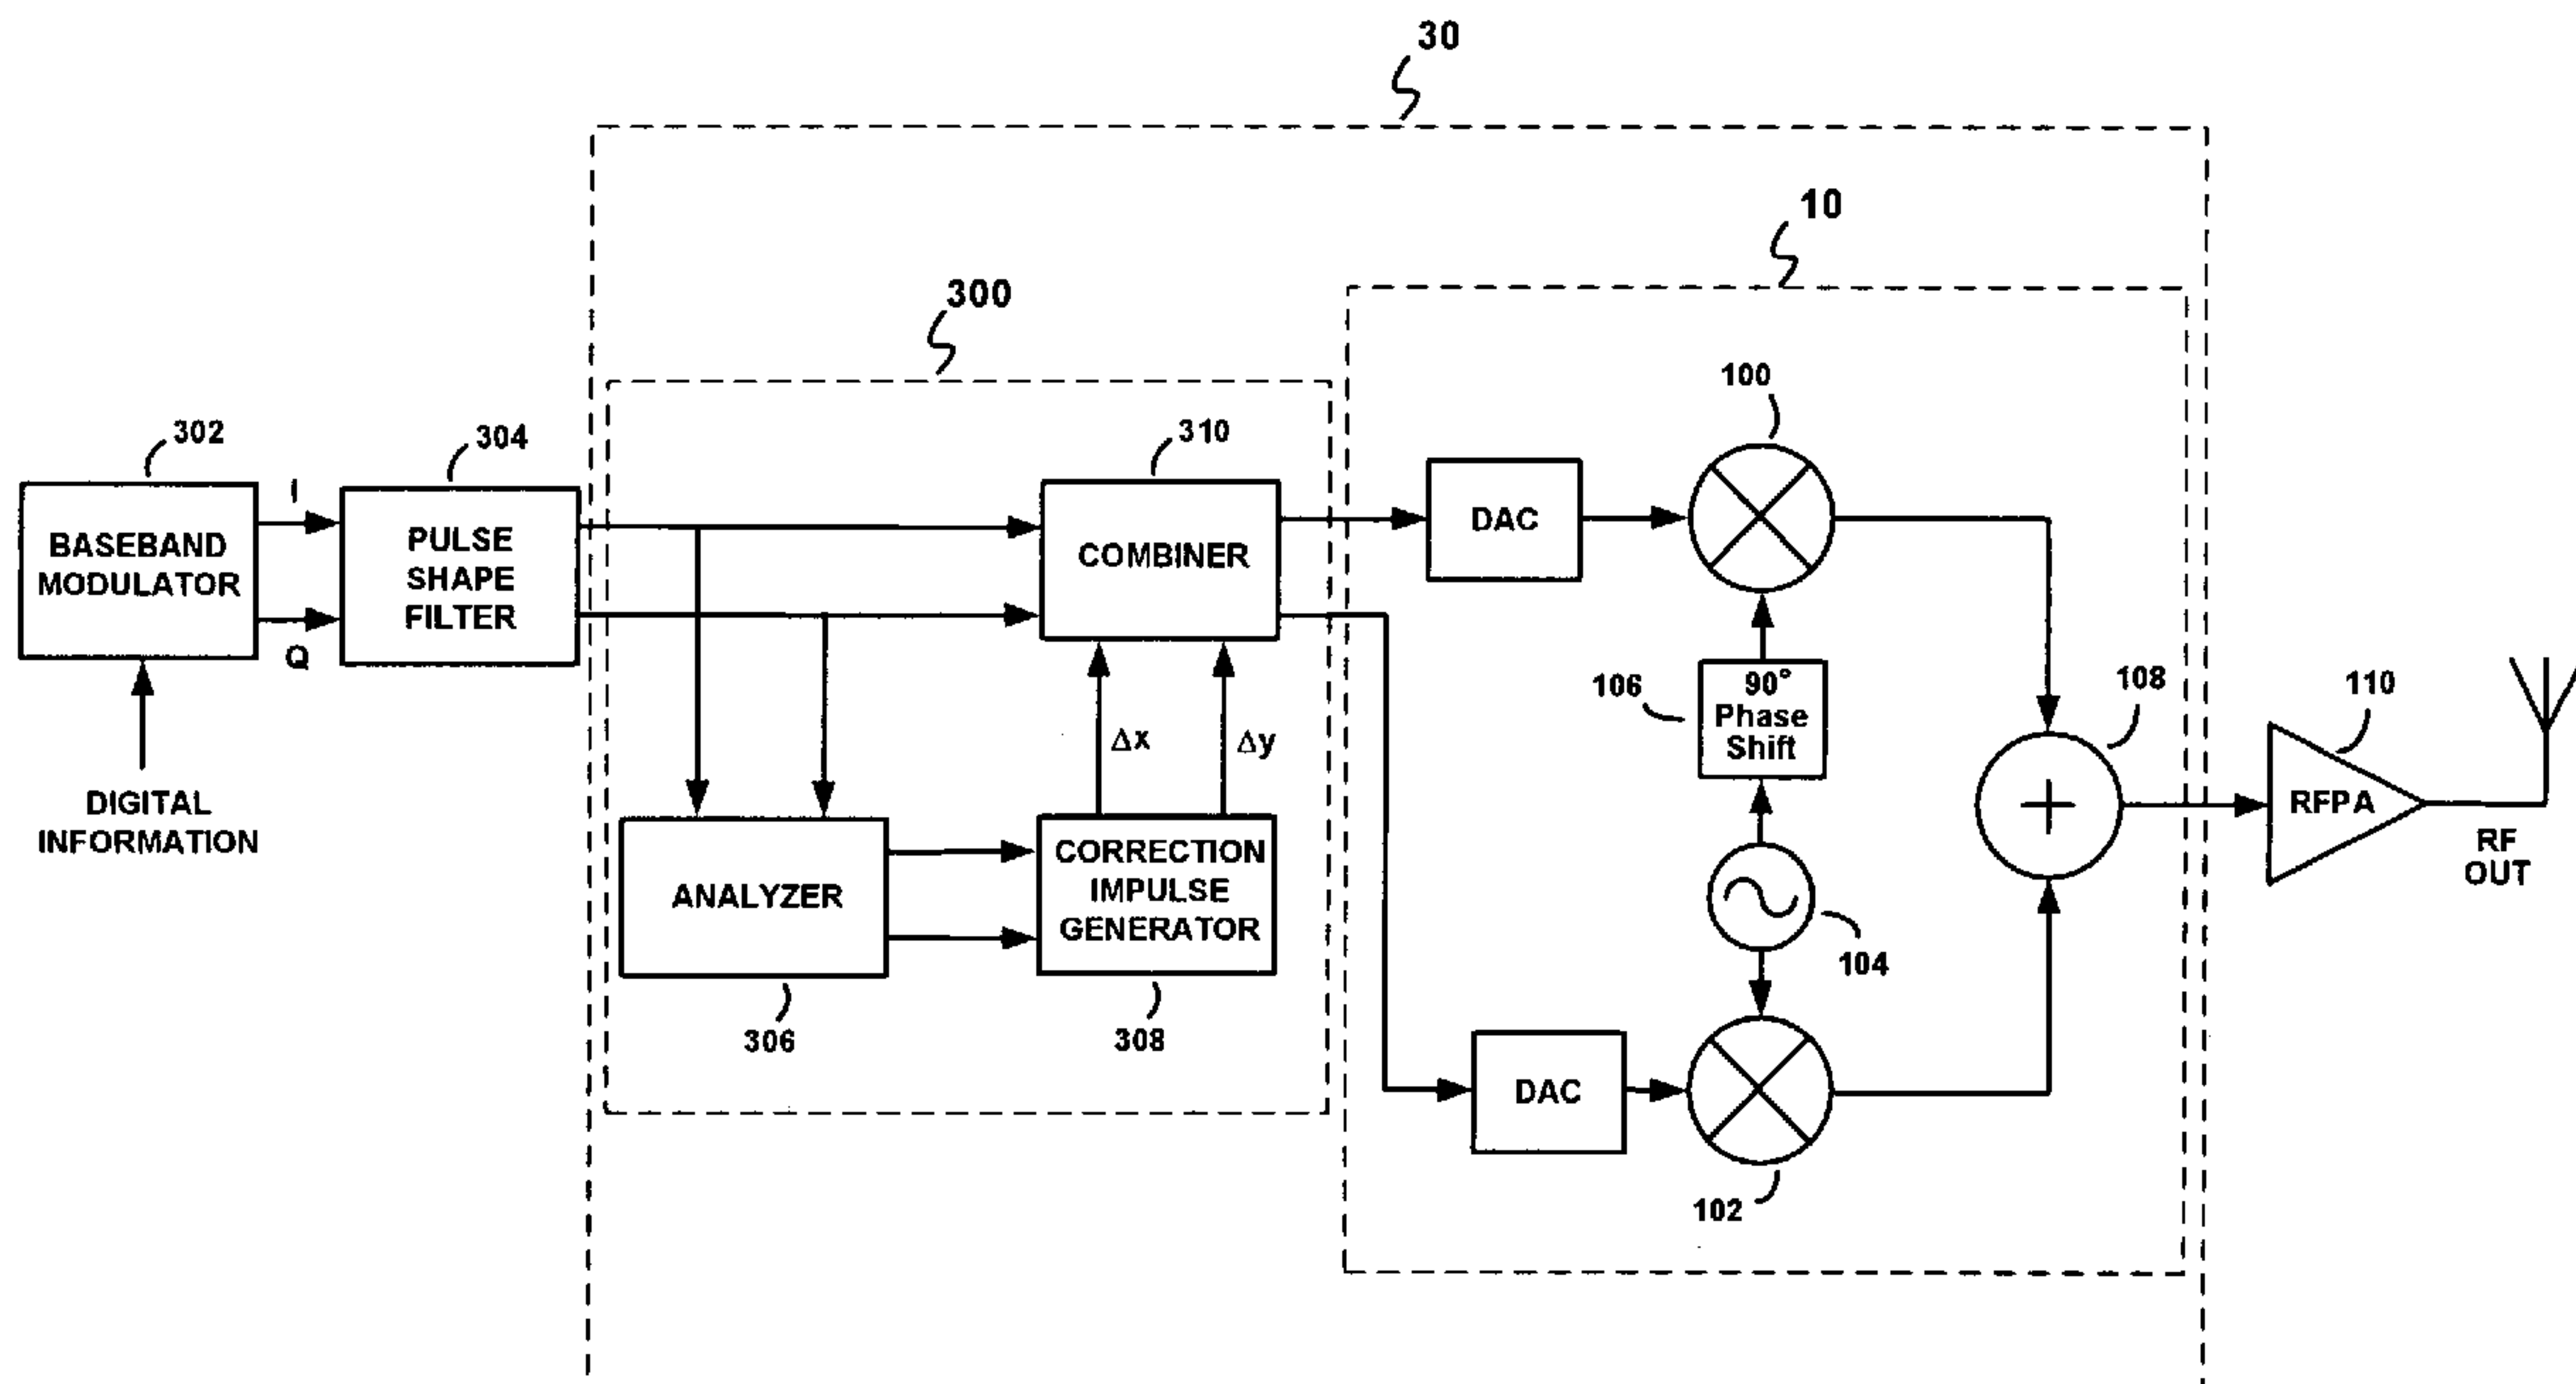 30
10
300
100
302
304
310
I
BASEBAND
MODULATOR
Q
PULSE
SHAPE
FILTER
COMBINER
DAC
106
90°
Phase
Shift
108
110
Δx
Δy
DIGITAL
INFORMATION
RFPA
RF
OUT
ANALYZER
CORRECTION
IMPULSE
GENERATOR
104
306
308
DAC
102